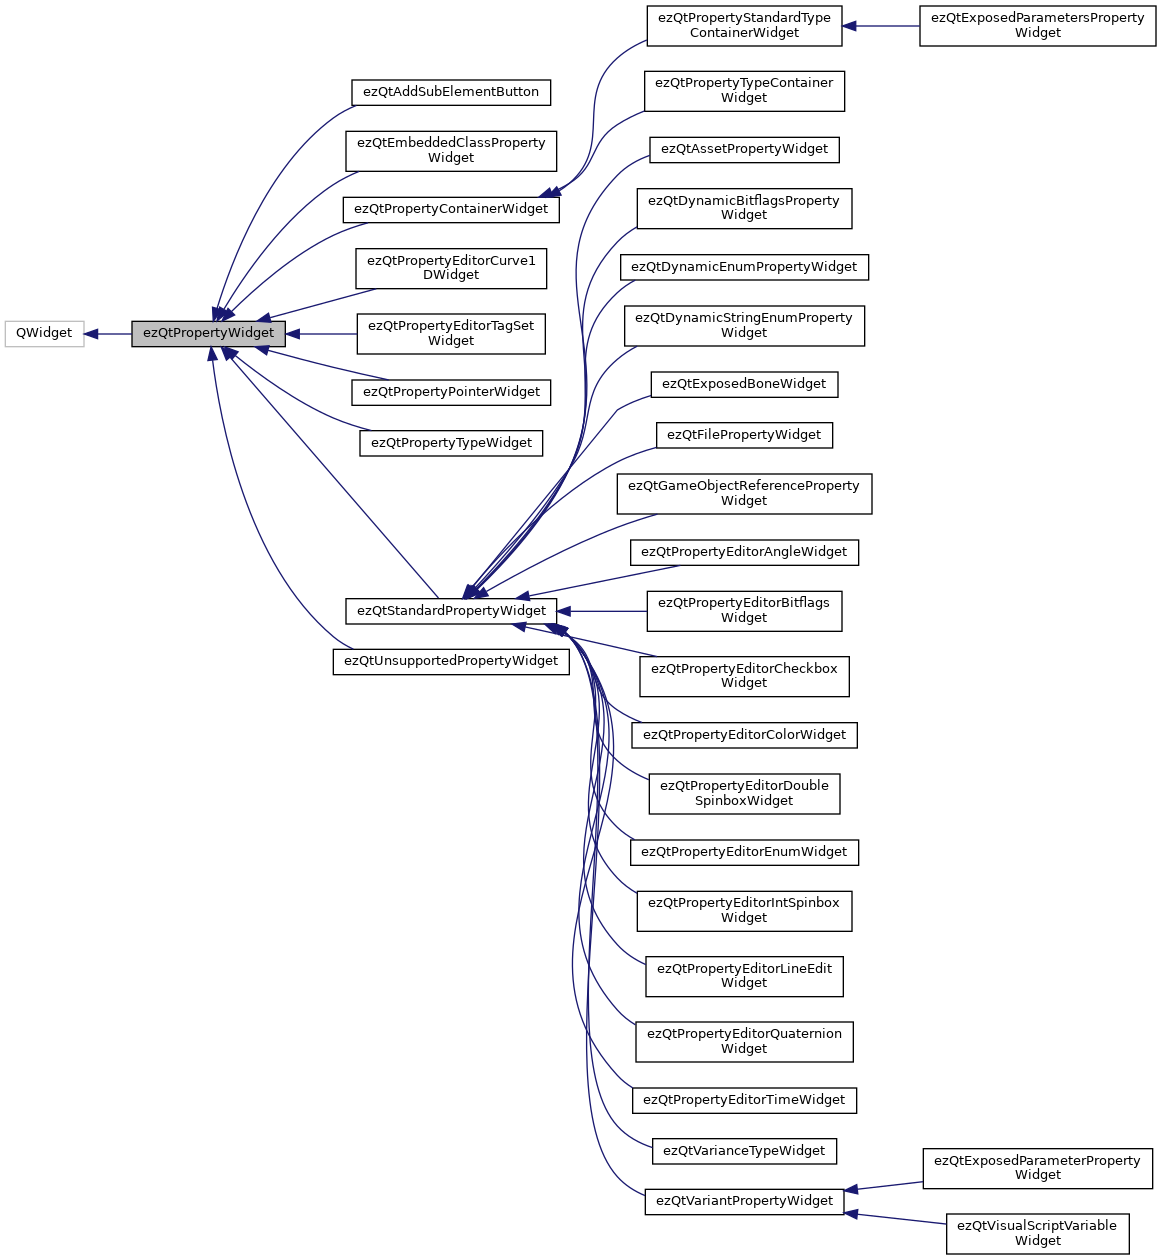 QWidget
ezQtPropertyWidget
ezQtAddSubElementButton
ezQtEmbeddedClassProperty
Widget
ezQtPropertyContainerWidget
ezQtPropertyEditorCurve1
DWidget
ezQtPropertyEditorTagSet
Widget
ezQtPropertyPointerWidget
ezQtPropertyTypeWidget
ezQtStandardPropertyWidget
ezQtUnsupportedPropertyWidget
ezQtPropertyStandardType
ContainerWidget
ezQtPropertyTypeContainer
Widget
ezQtAssetPropertyWidget
ezQtDynamicBitflagsProperty
Widget
ezQtDynamicEnumPropertyWidget
ezQtDynamicStringEnumProperty
Widget
ezQtExposedBoneWidget
ezQtFilePropertyWidget
ezQtGameObjectReferenceProperty
Widget
ezQtPropertyEditorAngleWidget
ezQtPropertyEditorBitflags
Widget
ezQtPropertyEditorCheckbox
Widget
ezQtPropertyEditorColorWidget
ezQtPropertyEditorDouble
SpinboxWidget
ezQtPropertyEditorEnumWidget
ezQtPropertyEditorIntSpinbox
Widget
ezQtPropertyEditorLineEdit
Widget
ezQtPropertyEditorQuaternion
Widget
ezQtPropertyEditorTimeWidget
ezQtVarianceTypeWidget
ezQtVariantPropertyWidget
ezQtExposedParametersProperty
Widget
ezQtExposedParameterProperty
Widget
ezQtVisualScriptVariable
Widget